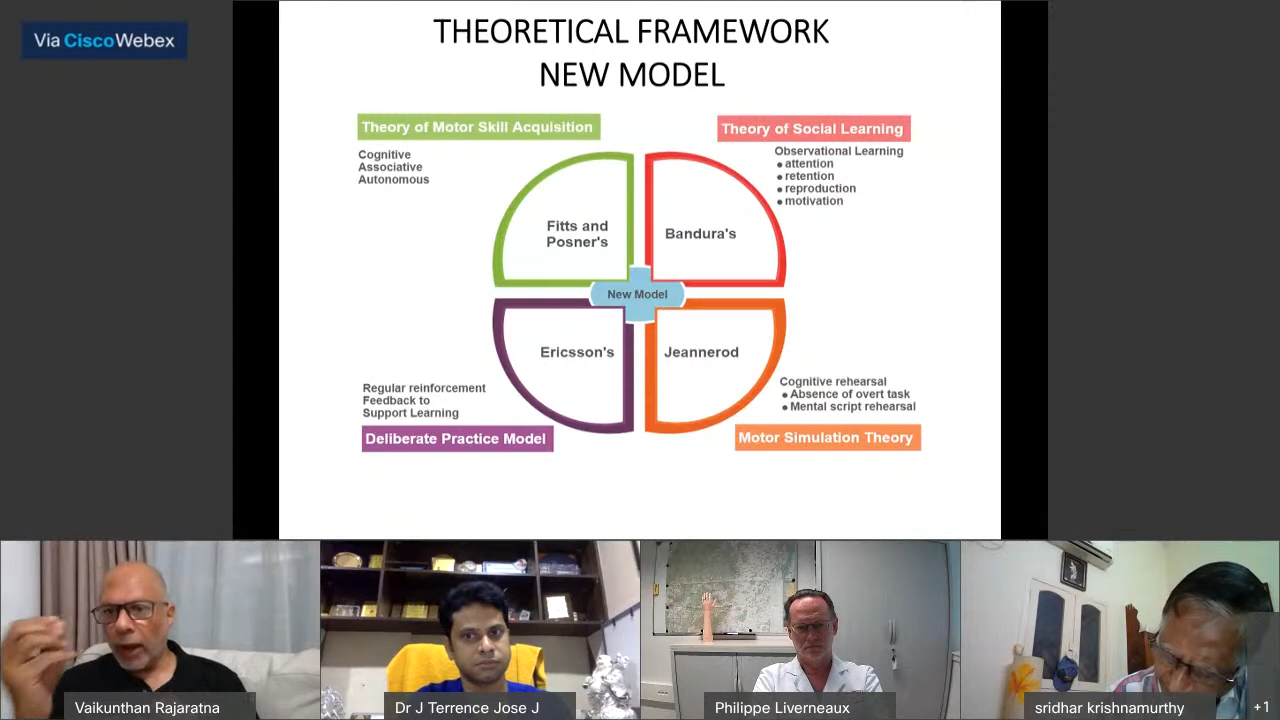 Via CiscoWebex
THEORETICAL FRAMEWORK
NEW MODEL
Theory of Motor Skill Acquisition
Cognitive
Associative
Autonomous
Theory of Social Learning
Observational Learning
• attention
• retention
• reproduction
• motivation
Fitts and
Posner's
Bandura's
New Model
Ericsson's
Jeannerod
Regular reinforcement
Feedback to
Support Learning
Deliberate Practice Model
Cognitive rehearsal
• Absence of overt task
• Mental script rehearsal
Motor Simulation Theory
Vaikunthan Rajaratna
Dr J Terrence Jose J
Philippe Liverneaux
sridhar krishnamurthy
+1